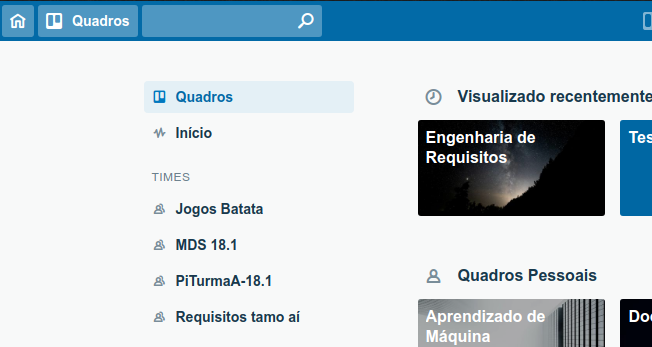 Quadros
Quadros
Início
TIMES
Jogos Batata
MDS 18.1
PiTurmaA-18.1
Requisitos tamo aí
Visualizado recentemente
Engenharia de
Requisitos
Tes
Quadros Pessoais
Aprendizado de
Máquina
Doc